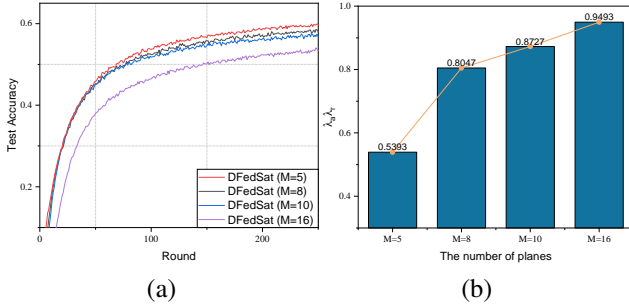 (a)
0.6
0.4
0.2
Test Accuracy
DFedSat (M=5)
DFedSat (M=8)
DFedSat (M=10)
DFedSat (M=16)
0
100
200
Round
(a)
(b)
1.0
0.8
0.6
0.4
λaλr
0.5393
0.8047
0.8727
0.9493
M=5
M=8
M=10
M=16
The number of planes
(b)